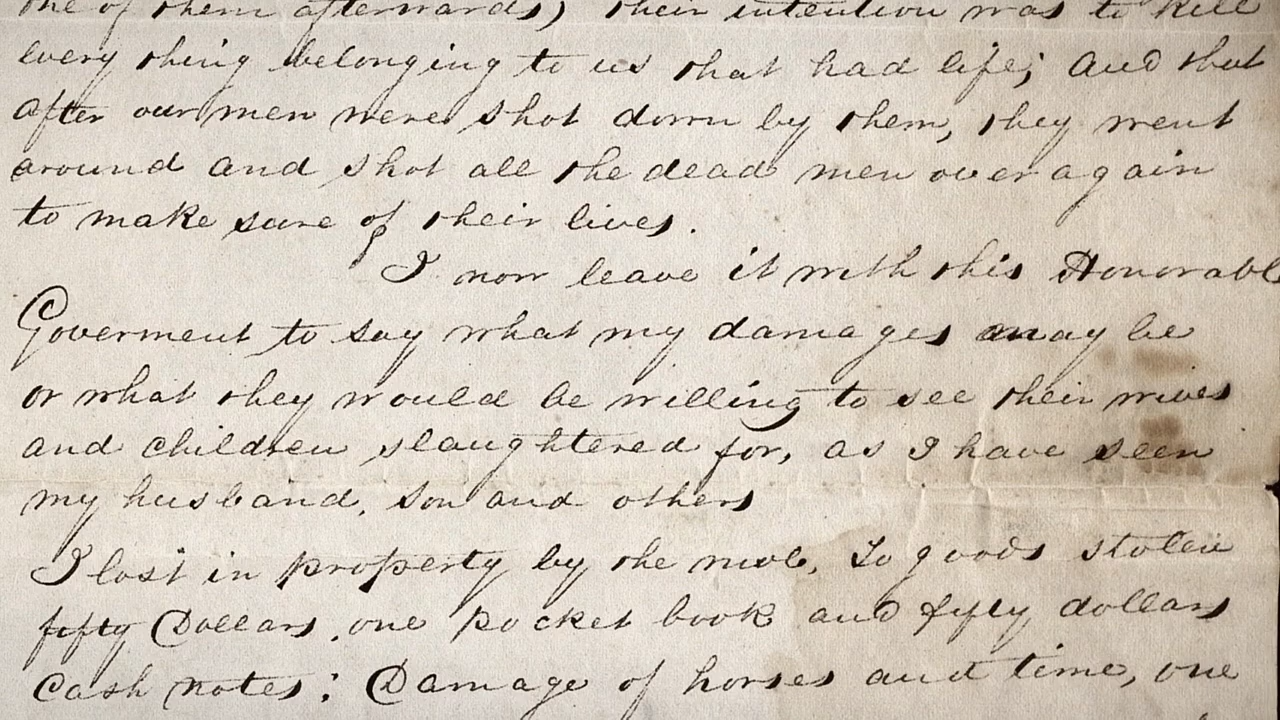 one of them afterwards) their intention was to kill
every thing belonging to us that had life; and that
after our men were shot down by them, they went
around and shot all the dead men over again
to make sure of their lives.
I now leave it with this Honorabl
Goverment to say what my damages may be
or what they would be willing to see their wives
and children slaughtered for, as I have seen
my husband, son and others
I lost in property by the mob, To goods stolen
fifty Dollars, one Pocket book and fifty dollars
Cash notes; Damage of horses and time, one